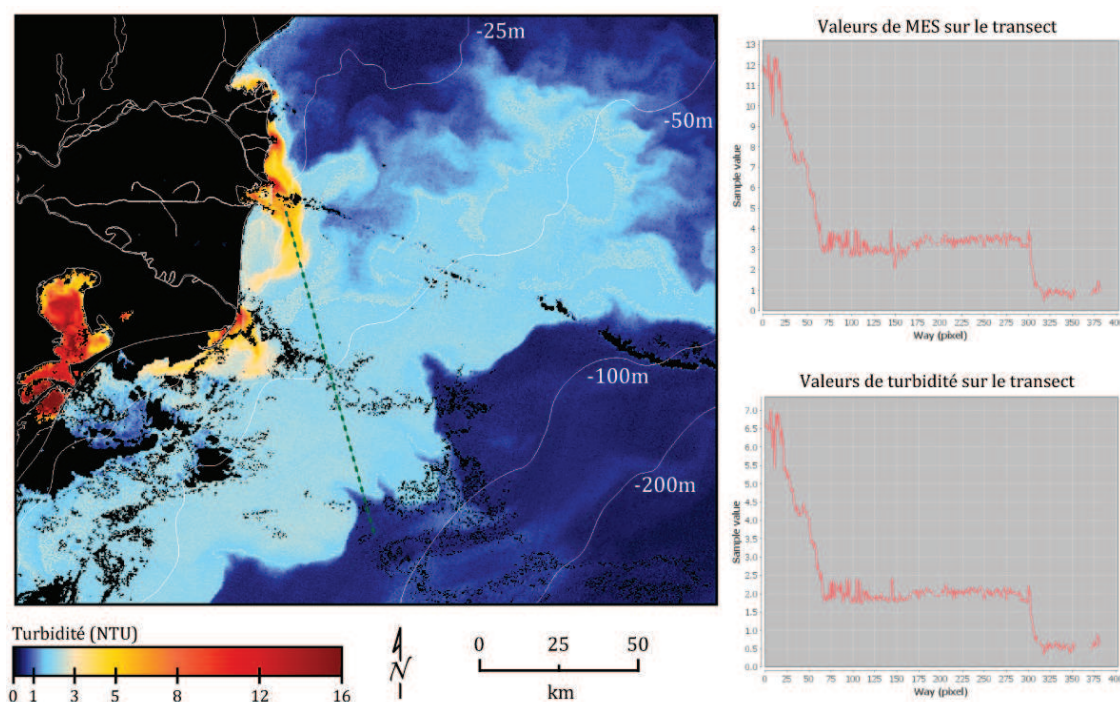 -25m
-50m
-100m
-200m
Turbidité (NTU)
0 1 3 5 8 12 16
N
0 25 50
km
Valeurs de MES sur le transect
13
12
11
10
9
8
7
6
5
4
3
2
1
0
Sample value
0 25 50 75 100 125 150 175 200 225 250 275 300 325 350 375 400
Way (pixel)
Valeurs de turbidité sur le transect
7.0
6.5
6.0
5.5
5.0
4.5
4.0
3.5
3.0
2.5
2.0
1.5
1.0
0.5
0.0
Sample value
0 25 50 75 100 125 150 175 200 225 250 275 300 325 350 375 400
Way (pixel)